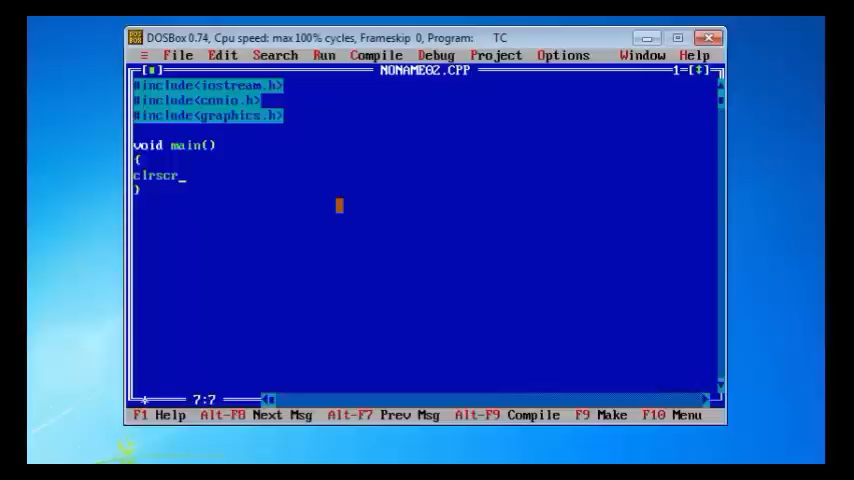 DOSBox 0.74, Cpu speed: max 100% cycles, Frameskip 0, Program: TC
≡ File Edit Search Run Compile Debug Project Options Window Help
[■] NONAME02.CPP 1=[↕]
#include<iostream.h>
#include<conio.h>
#include<graphics.h>
void main()
{
clrscr_
}
* 7:7
F1 Help Alt-F8 Next Msg Alt-F7 Prev Msg Alt-F9 Compile F9 Make F10 Menu